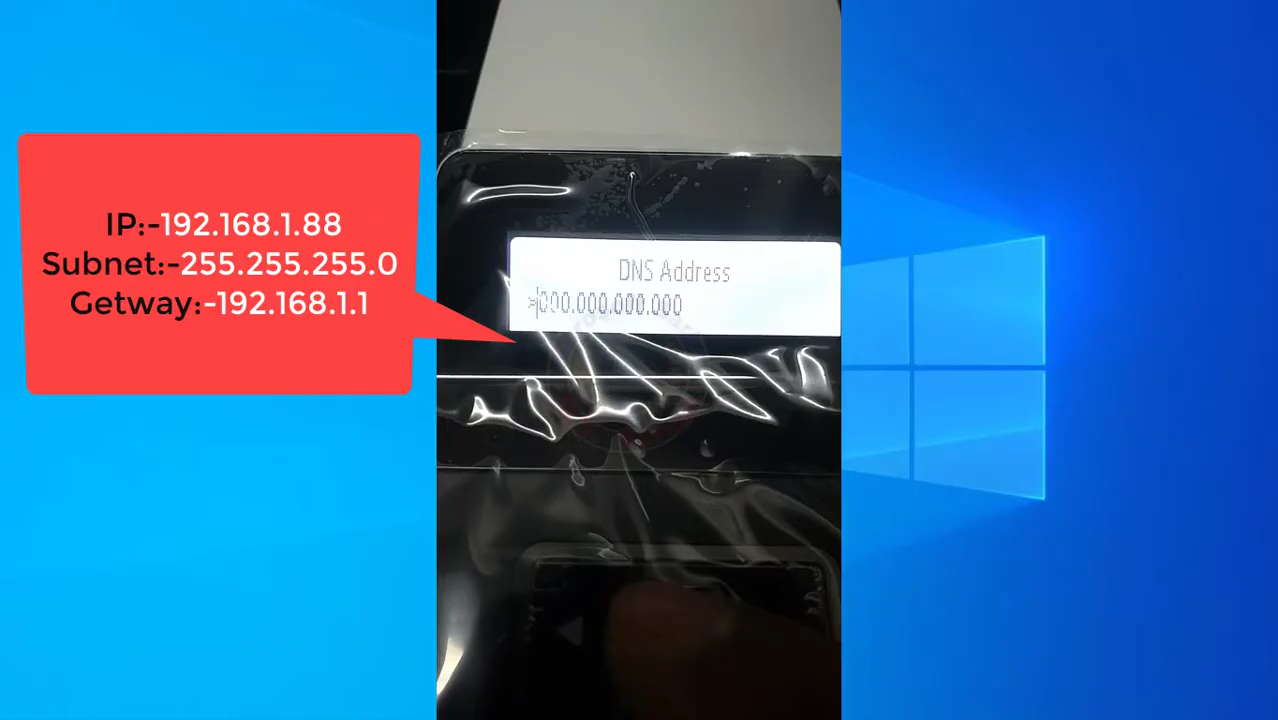 IP:-192.168.1.88
Subnet:-255.255.255.0
Getway:-192.168.1.1
DNS Address
>000.000.000.000